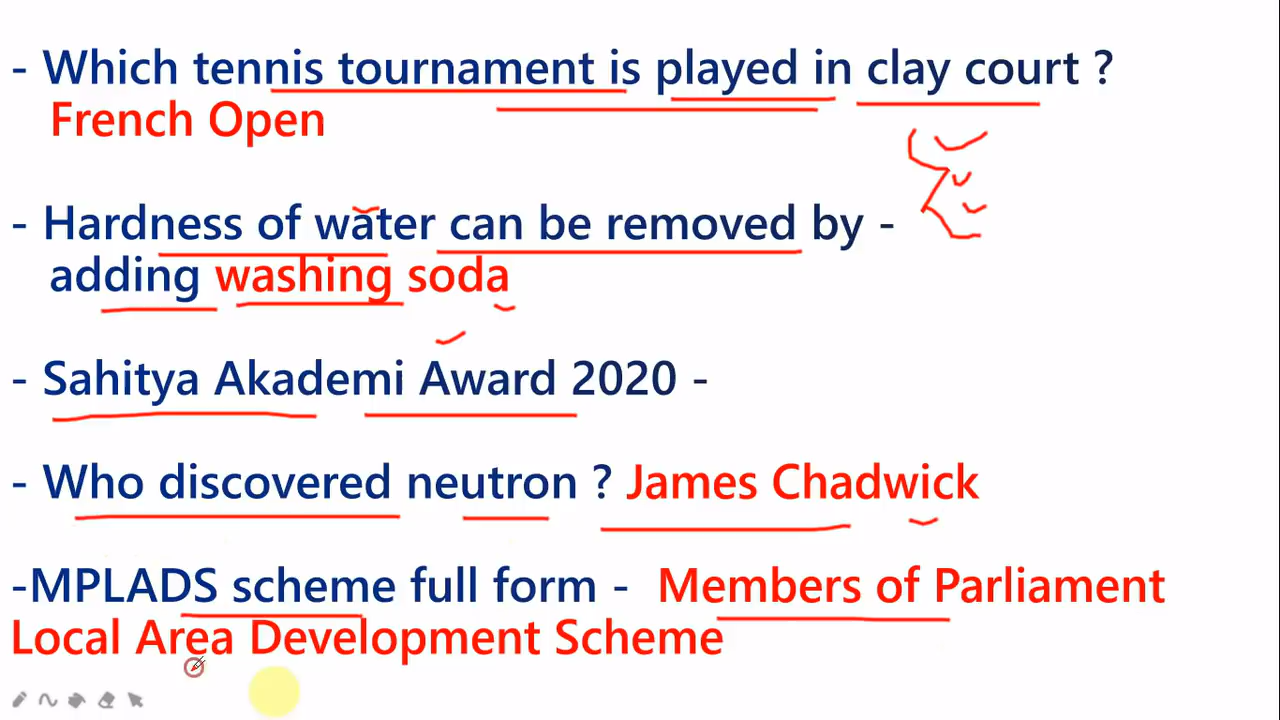 - Which tennis tournament is played in clay court ?
French Open
- Hardness of water can be removed by -
adding washing soda
- Sahitya Akademi Award 2020 -
- Who discovered neutron ? James Chadwick
-MPLADS scheme full form - Members of Parliament
Local Area Development Scheme